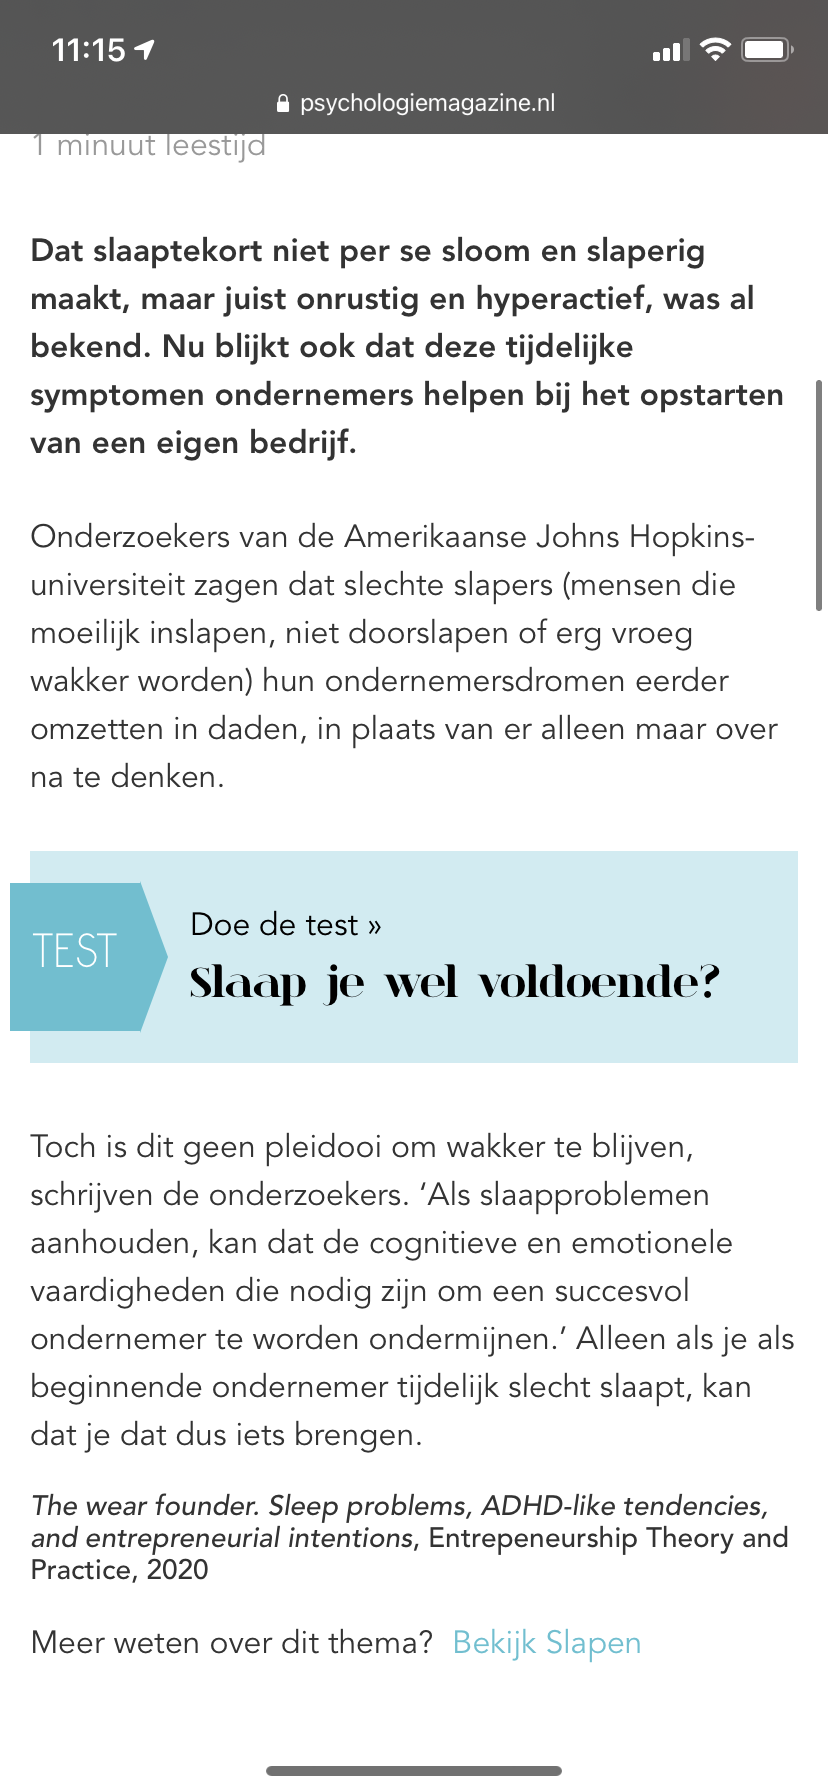 11:15
psychologiemagazine.nl
1 minuut leestijd
Dat slaaptekort niet per se sloom en slaperig
maakt, maar juist onrustig en hyperactief, was al
bekend. Nu blijkt ook dat deze tijdelijke
symptomen ondernemers helpen bij het opstarten
van een eigen bedrijf.
Onderzoekers van de Amerikaanse Johns Hopkins-
universiteit zagen dat slechte slapers (mensen die
moeilijk inslapen, niet doorslapen of erg vroeg
wakker worden) hun ondernemersdromen eerder
omzetten in daden, in plaats van er alleen maar over
na te denken.
TEST
Doe de test »
Slaap je wel voldoende?
Toch is dit geen pleidooi om wakker te blijven,
schrijven de onderzoekers. ‘Als slaapproblemen
aanhouden, kan dat de cognitieve en emotionele
vaardigheden die nodig zijn om een succesvol
ondernemer te worden ondermijnen.’ Alleen als je als
beginnende ondernemer tijdelijk slecht slaapt, kan
dat je dat dus iets brengen.
The wear founder. Sleep problems, ADHD-like tendencies,
and entrepreneurial intentions, Entrepeneurship Theory and
Practice, 2020
Meer weten over dit thema? Bekijk Slapen